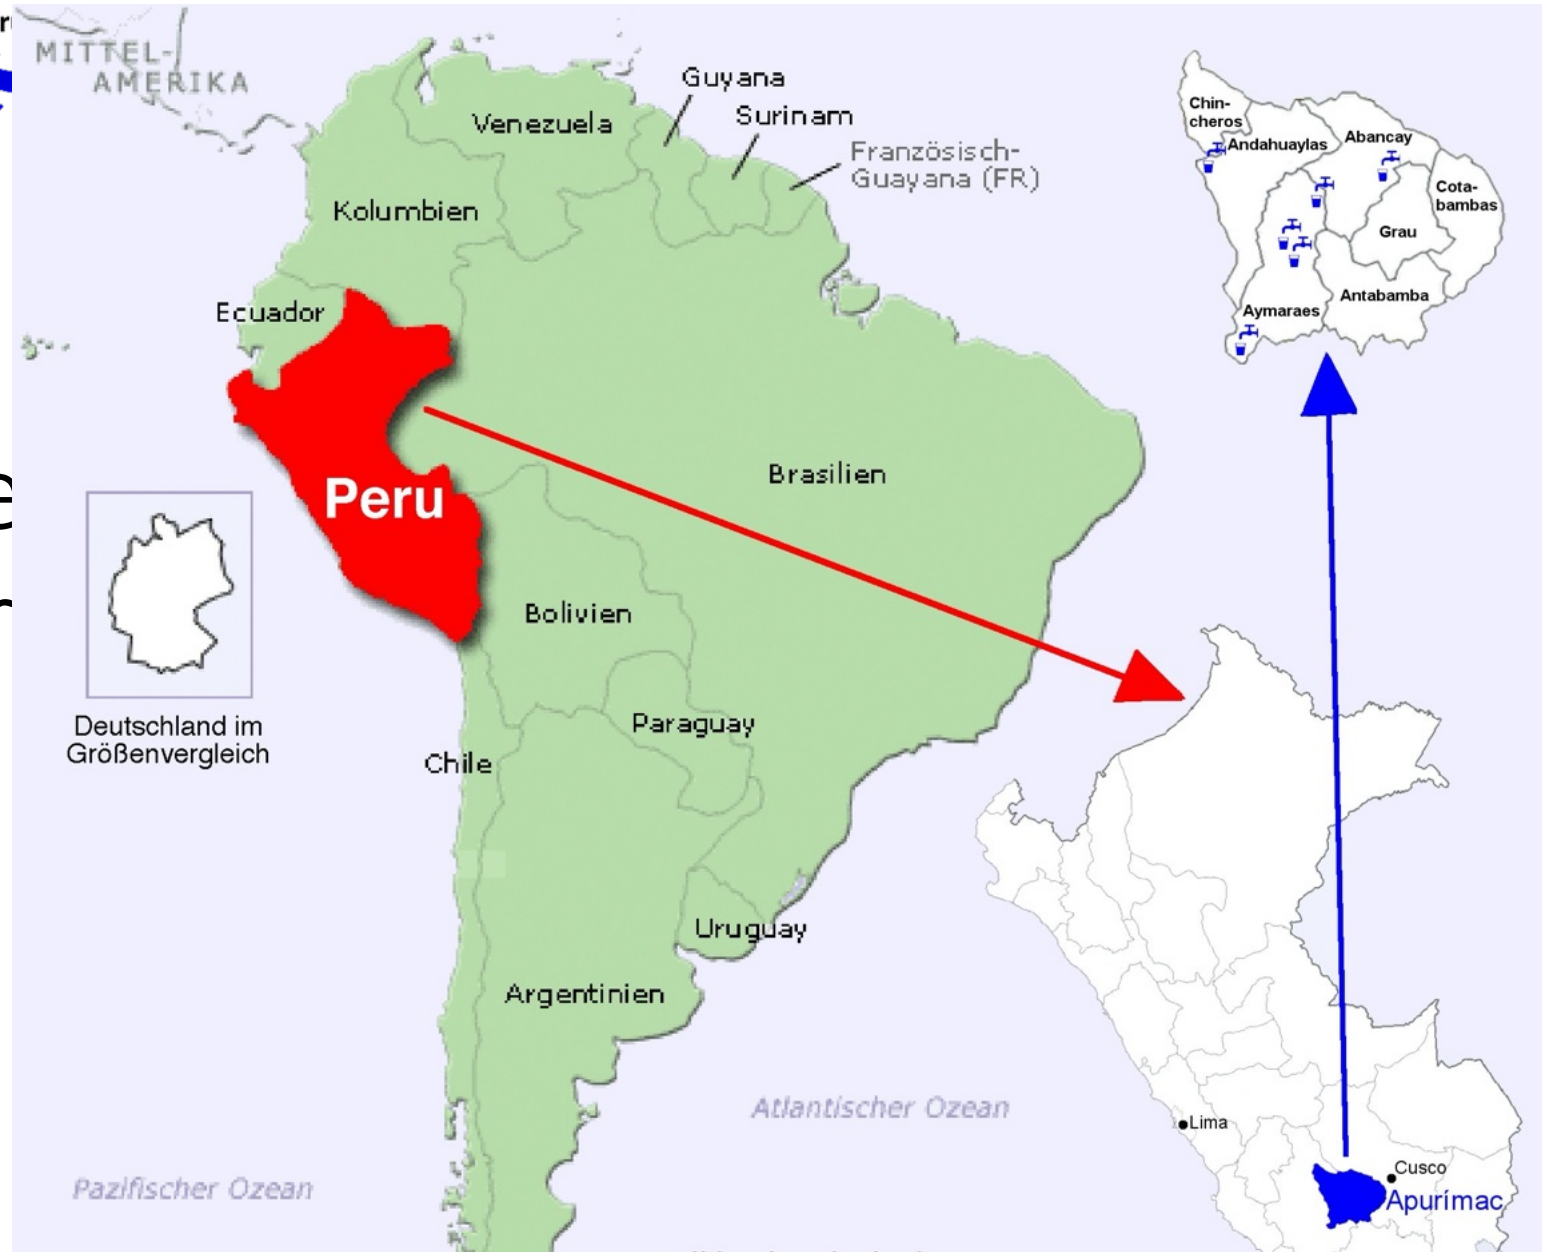 MITTEL-
AMERIKA
Guyana
Surinam
Französisch-
Guayana (FR)
Venezuela
Kolumbien
Ecuador
Peru
Brasilien
Bolivien
Paraguay
Chile
Uruguay
Argentinien
Deutschland im
Größenvergleich
Atlantischer Ozean
Pazifischer Ozean
Chin-
cheros
Andahuaylas
Abancay
Cota-
bambas
Grau
Antabamba
Aymaraes
Lima
Cusco
Apurímac